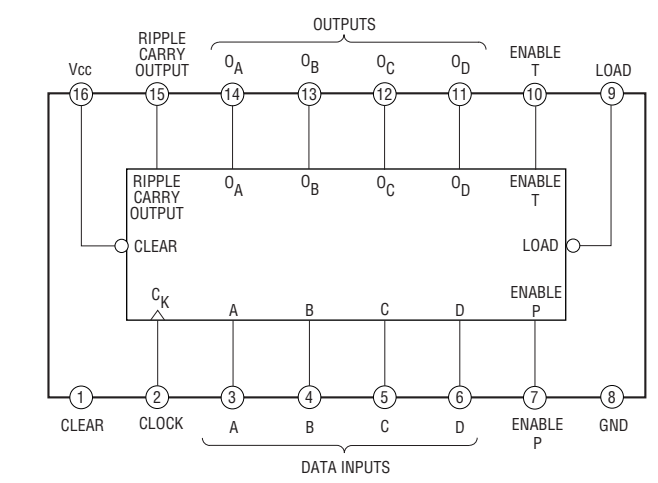 OUTPUTS
RIPPLE
CARRY
OUTPUT
Vcc
OA
OB
OC
OD
ENABLE
T
LOAD
16
15
14
13
12
11
10
9
RIPPLE
CARRY
OUTPUT
OA
OB
OC
OD
ENABLE
T
CLEAR
LOAD
CK
A
B
C
D
ENABLE
P
1
2
3
4
5
6
7
8
CLEAR
CLOCK
A
B
C
D
ENABLE
P
GND
DATA INPUTS